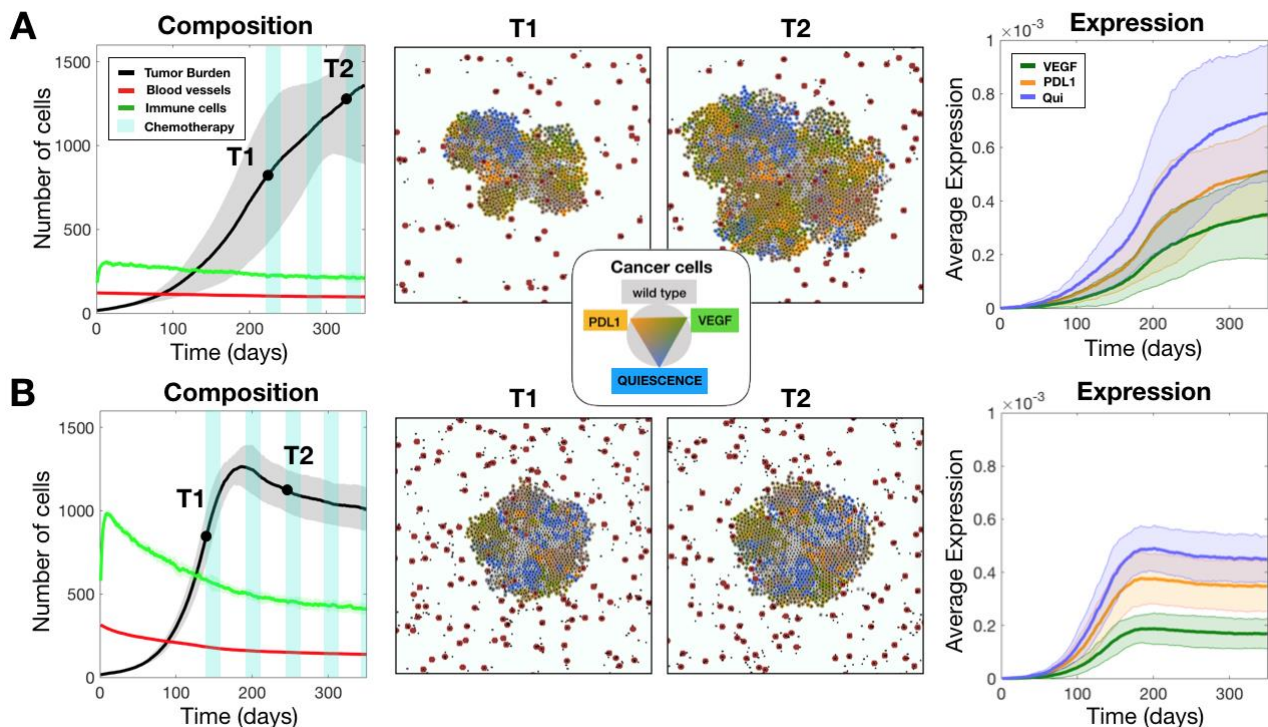 A
Composition
T1
T2
Expression
Number of cells
1500
1000
500
0
Tumor Burden
Blood vessels
Immune cells
Chemotherapy
T1
T2
0
100
200
300
Time (days)
Average Expression
×10⁻³
1
0.8
0.6
0.4
0.2
0
VEGF
PDL1
Qui
0
100
200
300
Time (days)
Cancer cells
wild type
PDL1
VEGF
QUIESCENCE
B
Composition
T1
T2
Expression
Number of cells
1500
1000
500
0
T1
T2
0
100
200
300
Time (days)
Average Expression
×10⁻³
1
0.8
0.6
0.4
0.2
0
0
100
200
300
Time (days)